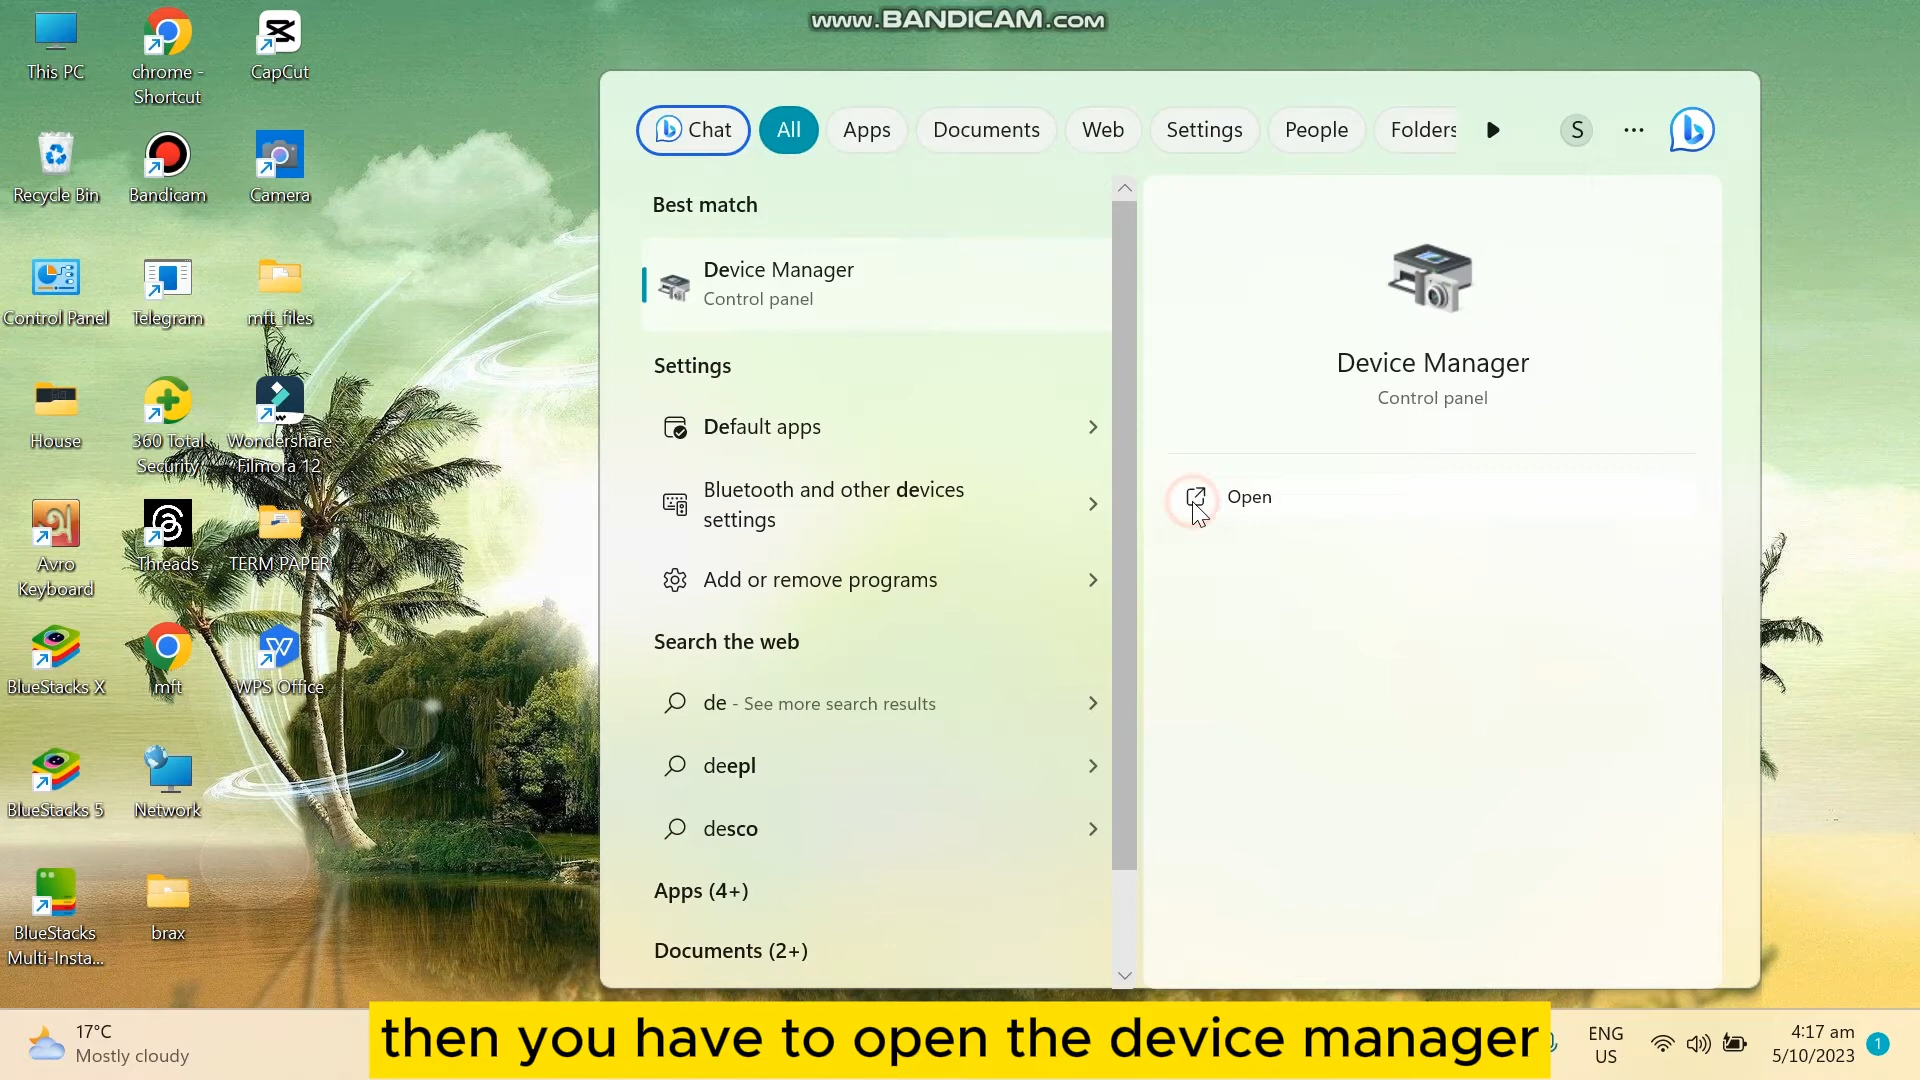 www.BANDICAM.com
This PC
chrome -
Shortcut
CapCut
Recycle Bin
Bandicam
Camera
Control Panel
Telegram
mft_files
House
360 Total
Security
Wondershare
Filmora 12
Avro
Keyboard
Threads
TERM PAPER
BlueStacks X
mft
WPS Office
BlueStacks 5
Network
BlueStacks
Multi-Insta...
brax
Chat
All
Apps
Documents
Web
Settings
People
Folders
S
Best match
Device Manager
Control panel
Settings
Default apps
Bluetooth and other devices
settings
Add or remove programs
Search the web
de - See more search results
deepl
desco
Apps (4+)
Documents (2+)
Device Manager
Control panel
Open
then you have to open the device manager
17°C
Mostly cloudy
ENG
US
4:17 am
5/10/2023
1